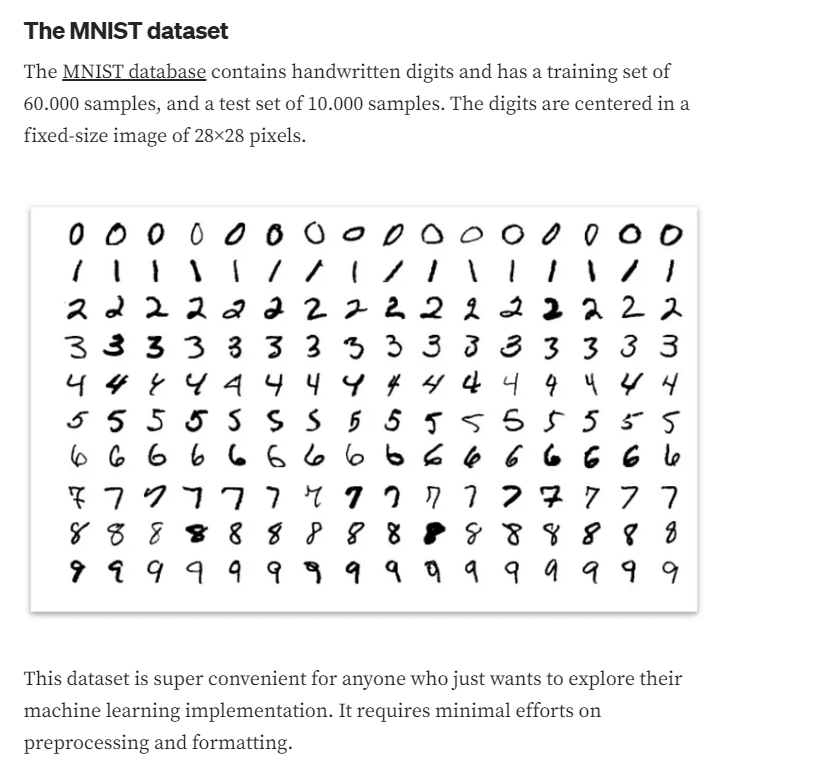 The MNIST dataset
The MNIST database contains handwritten digits and has a training set of
60.000 samples, and a test set of 10.000 samples. The digits are centered in a
fixed-size image of 28×28 pixels.
0 0 0 0 0 0 0 0 0 0 0 0 0 0 0 0
1 1 1 1 1 1 1 1 1 1 1 1 1 1 1 1
2 2 2 2 2 2 2 2 2 2 2 2 2 2 2 2
3 3 3 3 3 3 3 3 3 3 3 3 3 3 3 3
4 4 4 4 4 4 4 4 4 4 4 4 4 4 4 4
5 5 5 5 5 5 5 5 5 5 5 5 5 5 5 5
6 6 6 6 6 6 6 6 6 6 6 6 6 6 6 6
7 7 7 7 7 7 7 7 7 7 7 7 7 7 7 7
8 8 8 8 8 8 8 8 8 8 8 8 8 8 8 8
9 9 9 9 9 9 9 9 9 9 9 9 9 9 9 9
This dataset is super convenient for anyone who just wants to explore their
machine learning implementation. It requires minimal efforts on
preprocessing and formatting.